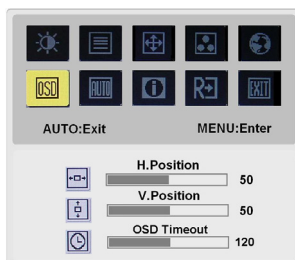 OSD AUTO i R EXIT
AUTO:Exit MENU:Enter
H.Position
50
V.Position
50
OSD Timeout
120